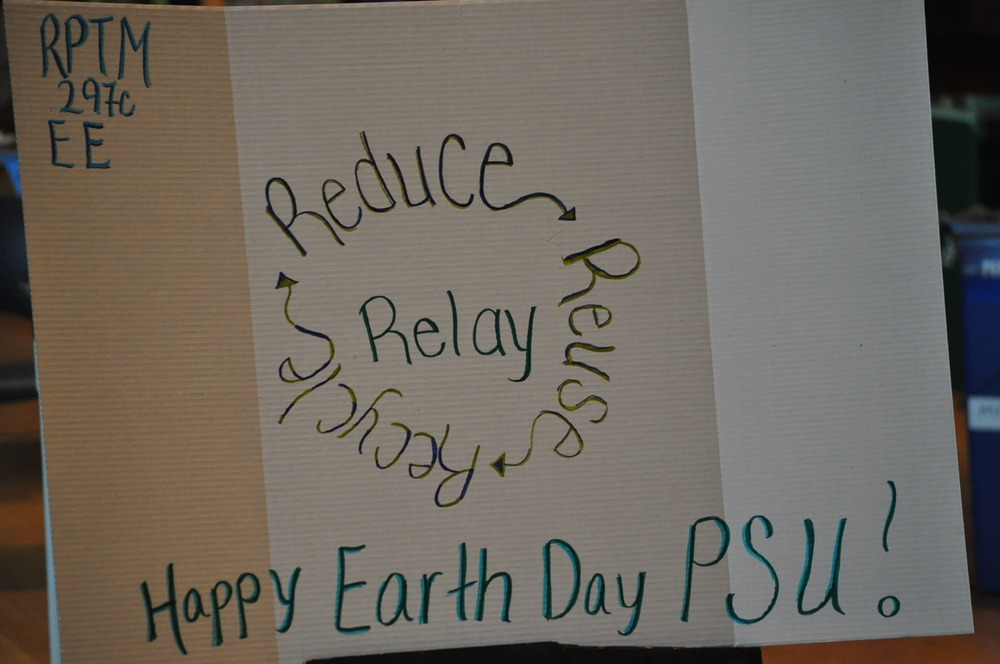 RPTM
297c
EE
Reduce
Reuse
Recycle
Relay
Happy Earth Day PSU!